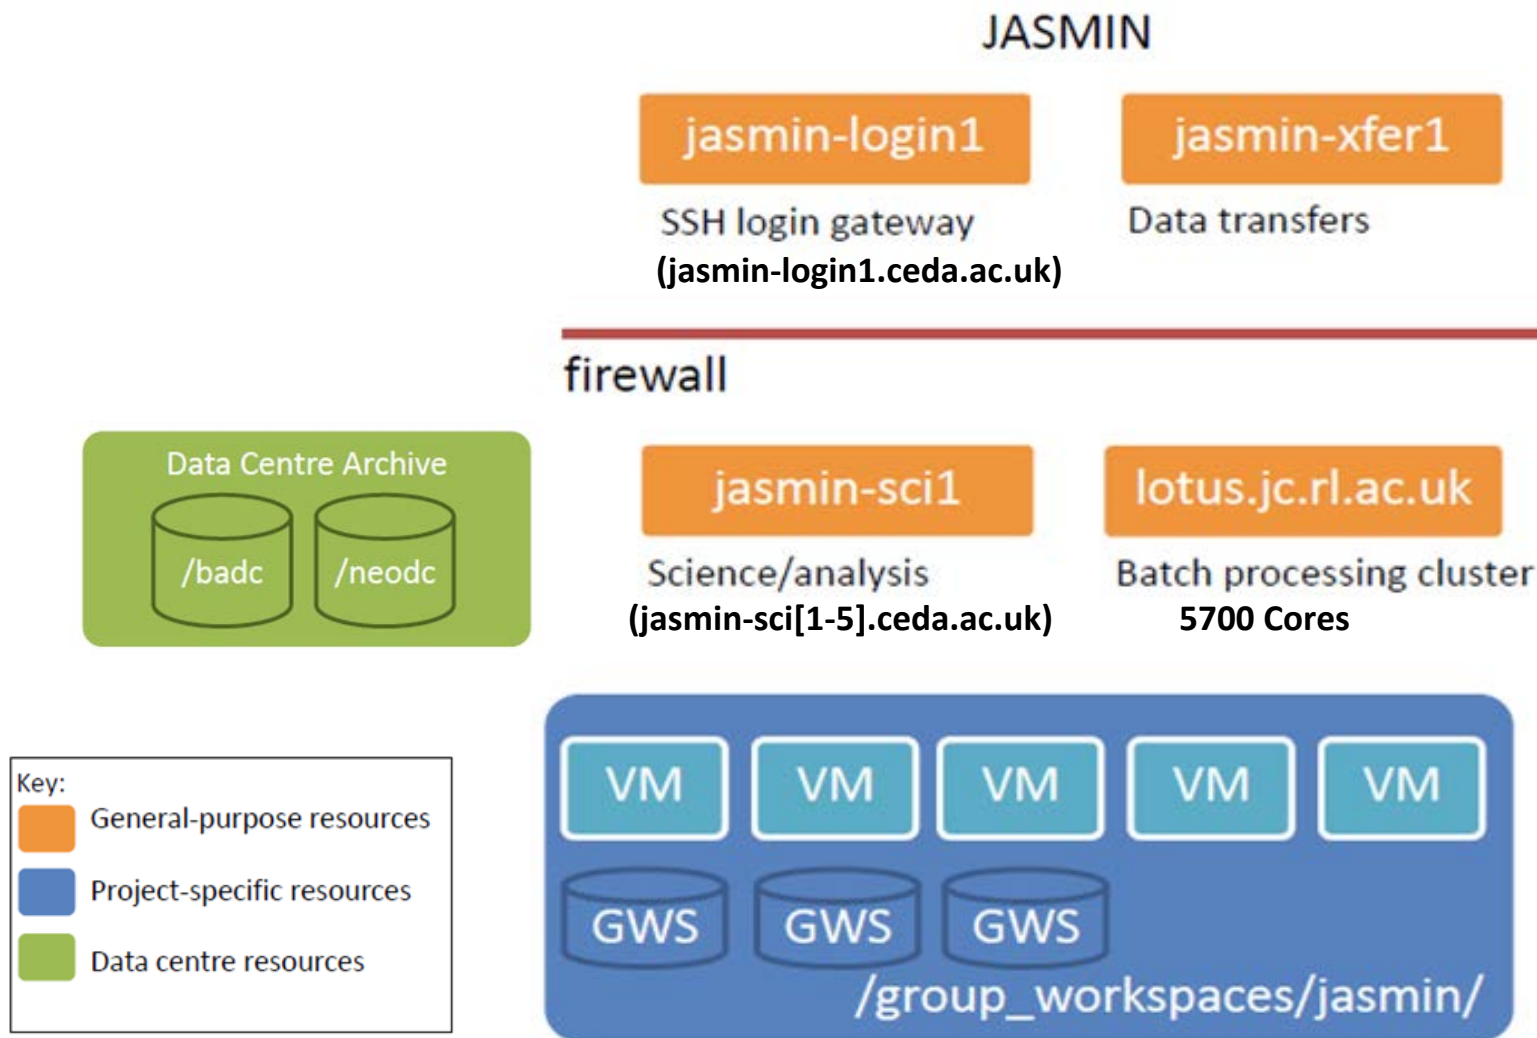 JASMIN
jasmin-login1
jasmin-xfer1
SSH login gateway
(jasmin-login1.ceda.ac.uk)
Data transfers
firewall
Data Centre Archive
/badc
/neodc
jasmin-sci1
lotus.jc.rl.ac.uk
Science/analysis
(jasmin-sci[1-5].ceda.ac.uk)
Batch processing cluster
5700 Cores
VM
VM
VM
VM
VM
GWS
GWS
GWS
/group_workspaces/jasmin/
Key:
General-purpose resources
Project-specific resources
Data centre resources